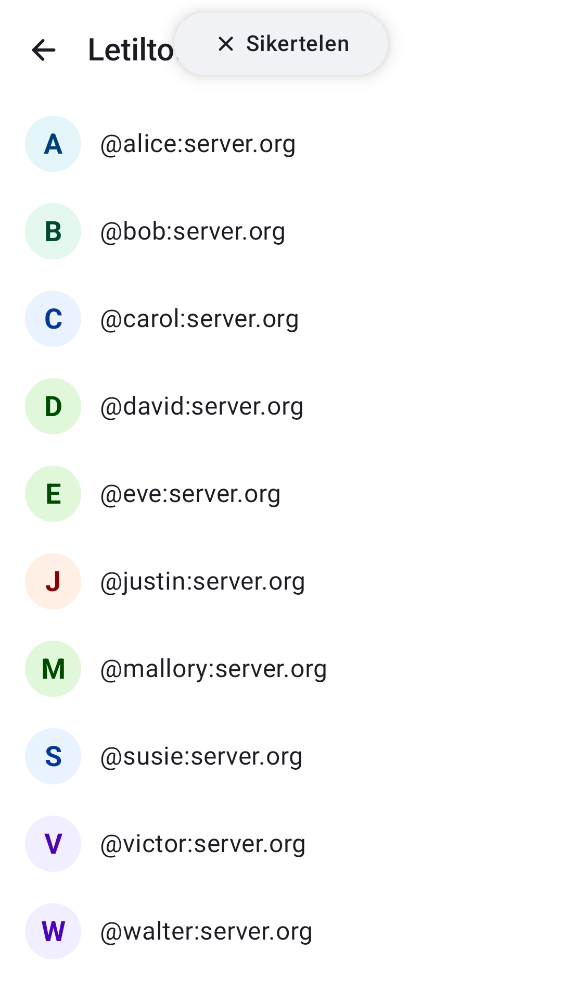 Letilto
Sikertelen
A @alice:server.org
B @bob:server.org
C @carol:server.org
D @david:server.org
E @eve:server.org
J @justin:server.org
M @mallory:server.org
S @susie:server.org
V @victor:server.org
W @walter:server.org